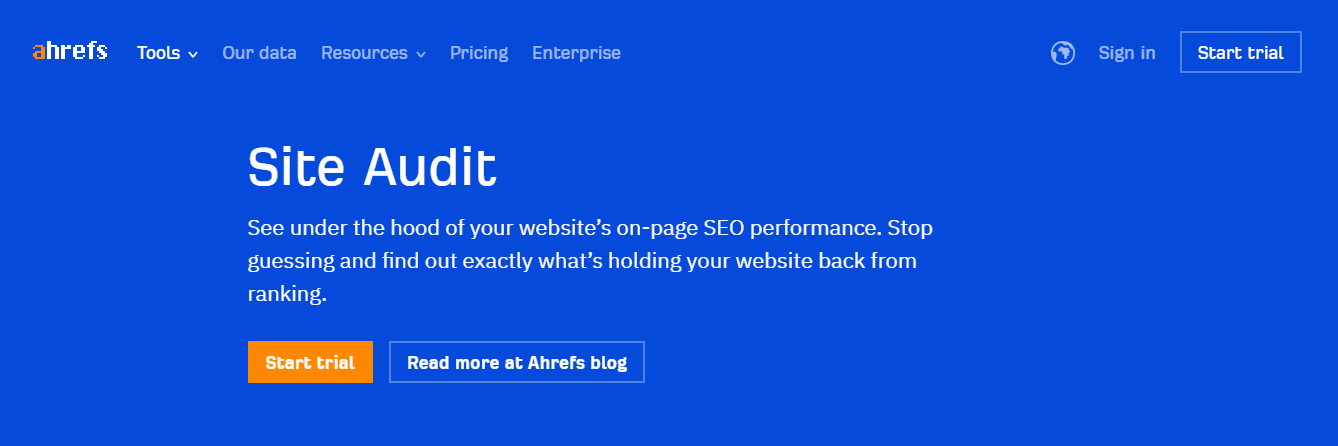 ahrefs Tools Our data Resources Pricing Enterprise Sign in Start trial
Site Audit
See under the hood of your website’s on-page SEO performance. Stop
guessing and find out exactly what’s holding your website back from
ranking.
Start trial Read more at Ahrefs blog